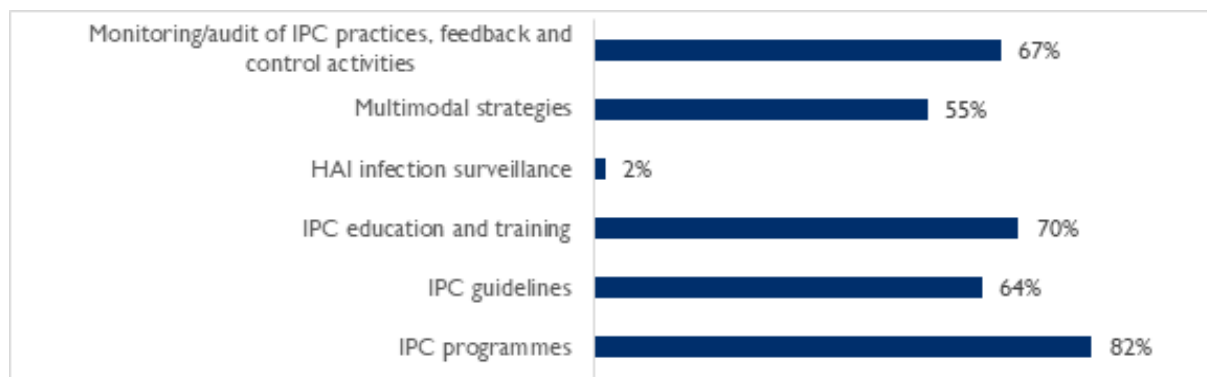 Monitoring/audit of IPC practices, feedback and
control activities
67%
Multimodal strategies
55%
HAI infection surveillance
2%
IPC education and training
70%
IPC guidelines
64%
IPC programmes
82%